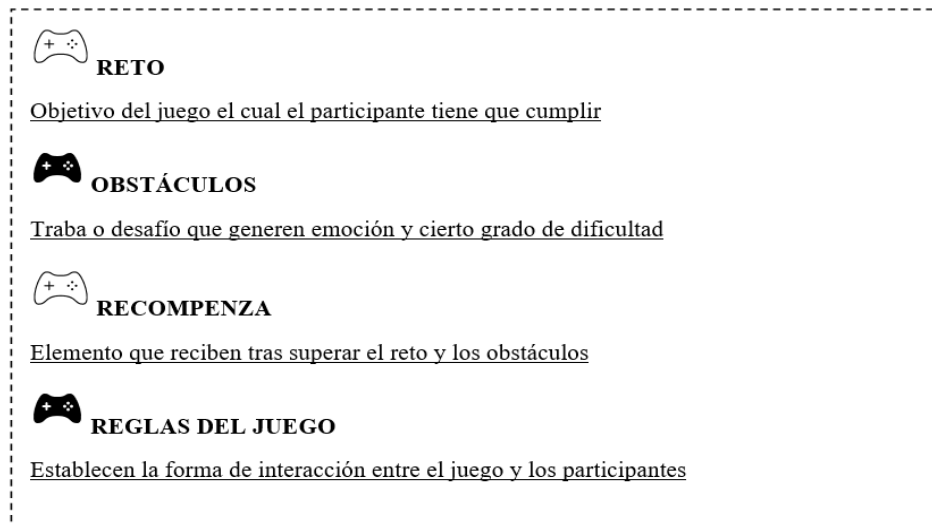 RETO
Objetivo del juego el cual el participante tiene que cumplir
OBSTÁCULOS
Traba o desafío que generen emoción y cierto grado de dificultad
RECOMPENZA
Elemento que reciben tras superar el reto y los obstáculos
REGLAS DEL JUEGO
Establecen la forma de interacción entre el juego y los participantes